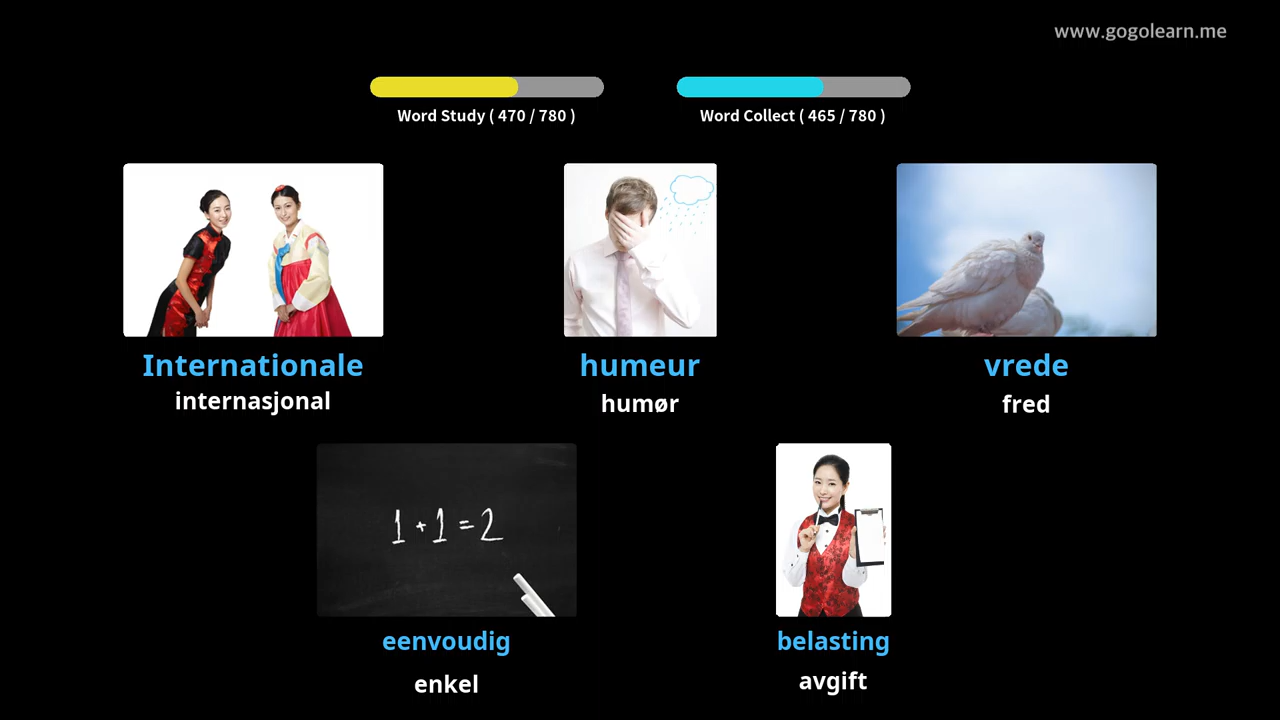 www.gogolearn.me
Word Study ( 470 / 780 )
Word Collect ( 465 / 780 )
Internationale
internasjonal
humeur
humør
vrede
fred
1 + 1 = 2
eenvoudig
enkel
belasting
avgift